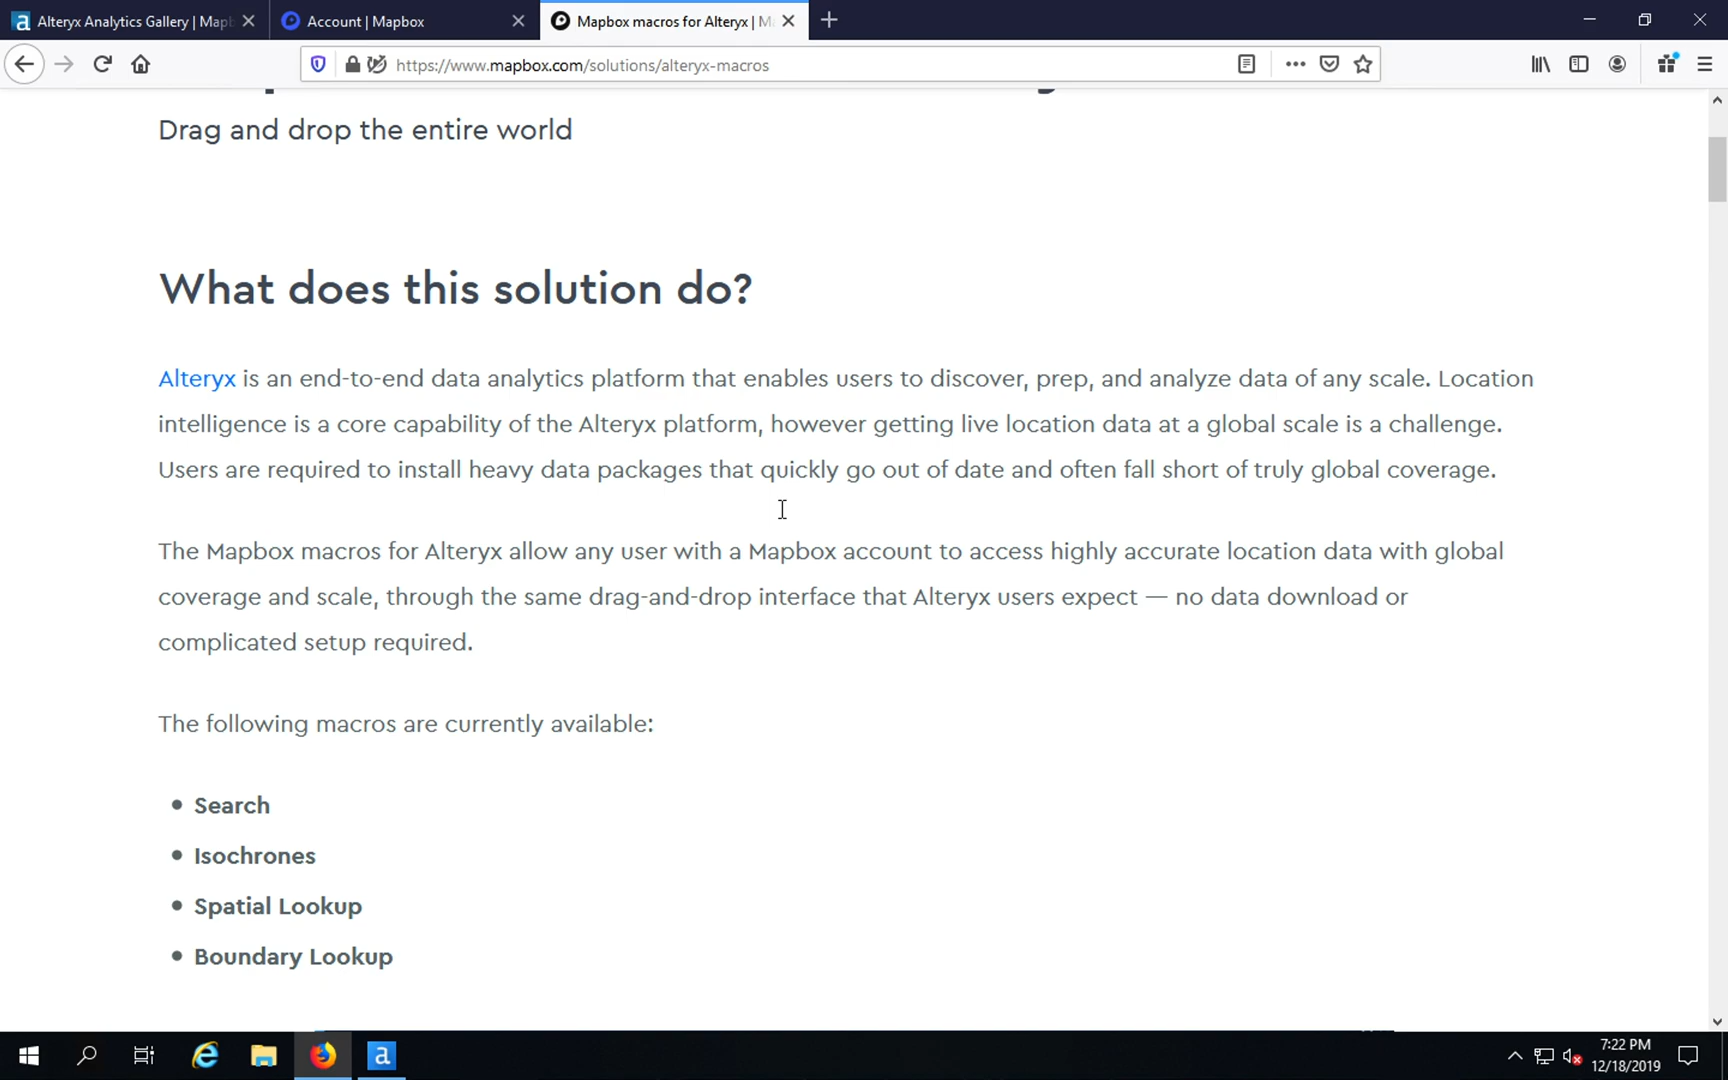 Alteryx Analytics Gallery | Mapb
Account | Mapbox
Mapbox macros for Alteryx | M
https://www.mapbox.com/solutions/alteryx-macros
Drag and drop the entire world
What does this solution do?
Alteryx is an end-to-end data analytics platform that enables users to discover, prep, and analyze data of any scale. Location
intelligence is a core capability of the Alteryx platform, however getting live location data at a global scale is a challenge.
Users are required to install heavy data packages that quickly go out of date and often fall short of truly global coverage.
The Mapbox macros for Alteryx allow any user with a Mapbox account to access highly accurate location data with global
coverage and scale, through the same drag-and-drop interface that Alteryx users expect — no data download or
complicated setup required.
The following macros are currently available:
• Search
• Isochrones
• Spatial Lookup
• Boundary Lookup
7:22 PM
12/18/2019